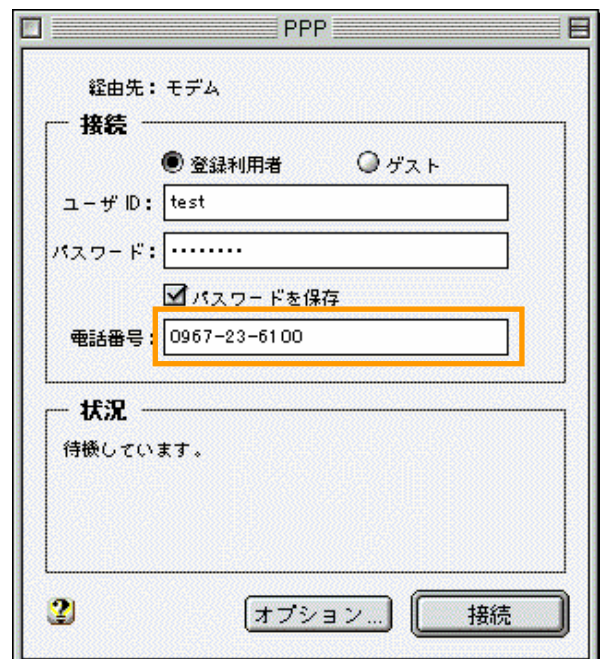 PPP
経由先：モデム
接続
登録利用者 ゲスト
ユーザ ID： test
パスワード： ••••••••
パスワードを保存
電話番号： 0967-23-6100
状況
待機しています。
オプション... 接続